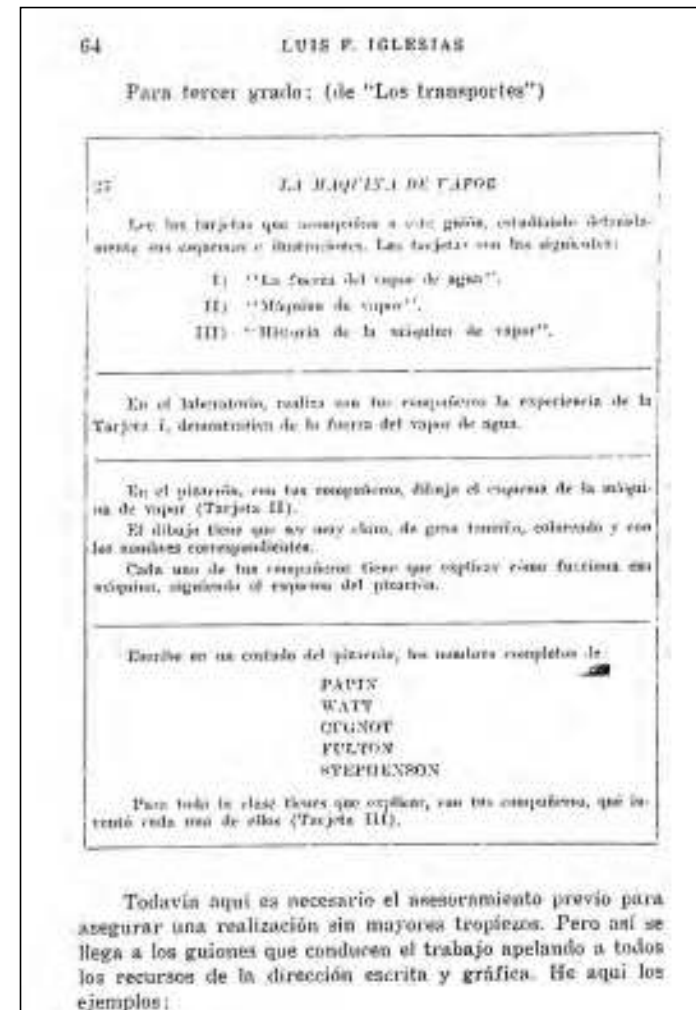 64 LUIS F. IGLESIAS
Para tercer grado: (de "Los transportes")
27 LA MAQUINA DE VAPOR
Lee las tarjetas que acompañan a este guión, estudiando detenida-
mente sus esquemas e ilustraciones. Las tarjetas son las siguientes:
I) "La fuerza del vapor de agua".
II) "Máquina de vapor".
III) "Historia de la máquina de vapor".
En el laboratorio, realiza con tus compañeros la experiencia de la
Tarjeta I, demostrativa de la fuerza del vapor de agua.
En el pizarrón, con tus compañeros, dibuja el esquema de la máqui-
na de vapor (Tarjeta II).
El dibujo tiene que ser muy claro, de gran tamaño, coloreado y con
los nombres correspondientes.
Cada uno de tus compañeros tiene que explicar cómo funciona esa
máquina, siguiendo el esquema del pizarrón.
Escribe en un costado del pizarrón, los nombres completos de
PAPIN
WATT
CUGNOT
FULTON
STEPHENSON
Para toda la clase tienes que explicar, con tus compañeros, qué in-
ventó cada uno de ellos (Tarjeta III).
Todavía aquí es necesario el asesoramiento previo para
asegurar una realización sin mayores tropiezos. Pero así se
llega a los guiones que conducen el trabajo apelando a todos
los recursos de la dirección escrita y gráfica. He aquí los
ejemplos: